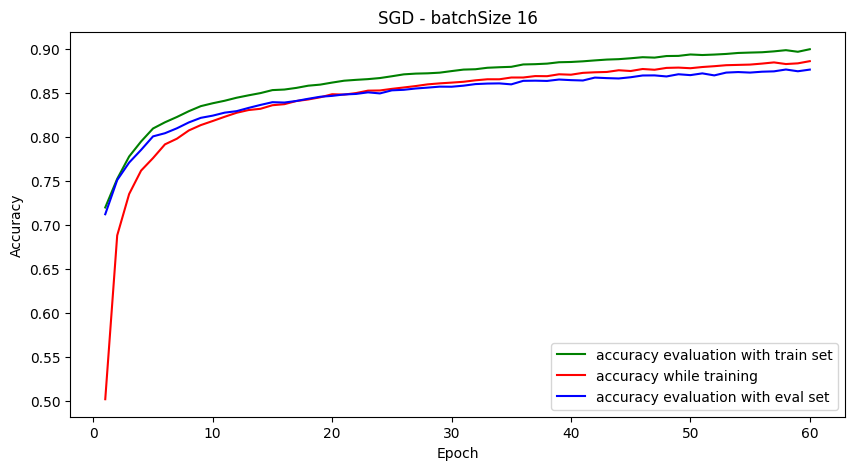 SGD - batchSize 16
0.90
0.85
0.80
0.75
0.70
0.65
0.60
0.55
0.50
Accuracy
0 10 20 30 40 50 60
Epoch
accuracy evaluation with train set
accuracy while training
accuracy evaluation with eval set